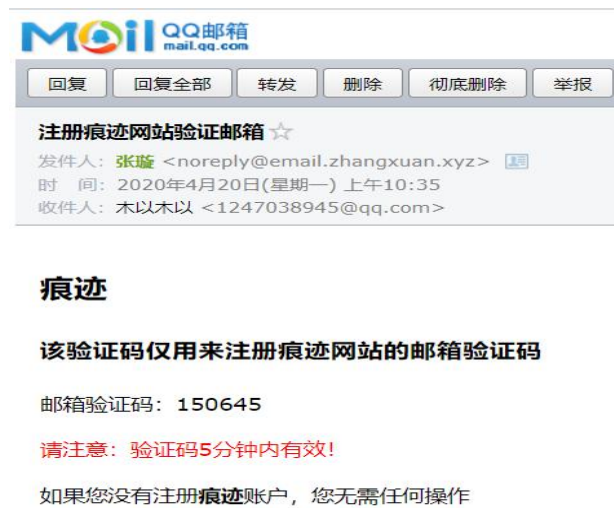 MOil QQ邮箱
mail.qq.com
回复 回复全部 转发 删除 彻底删除 举报
注册痕迹网站验证邮箱 ☆
发件人：张璇 <noreply@email.zhangxuan.xyz>
时 间：2020年4月20日(星期一) 上午10:35
收件人：木以木以 <1247038945@qq.com>
痕迹
该验证码仅用来注册痕迹网站的邮箱验证码
邮箱验证码：150645
请注意：验证码5分钟内有效!
如果您没有注册痕迹账户，您无需任何操作